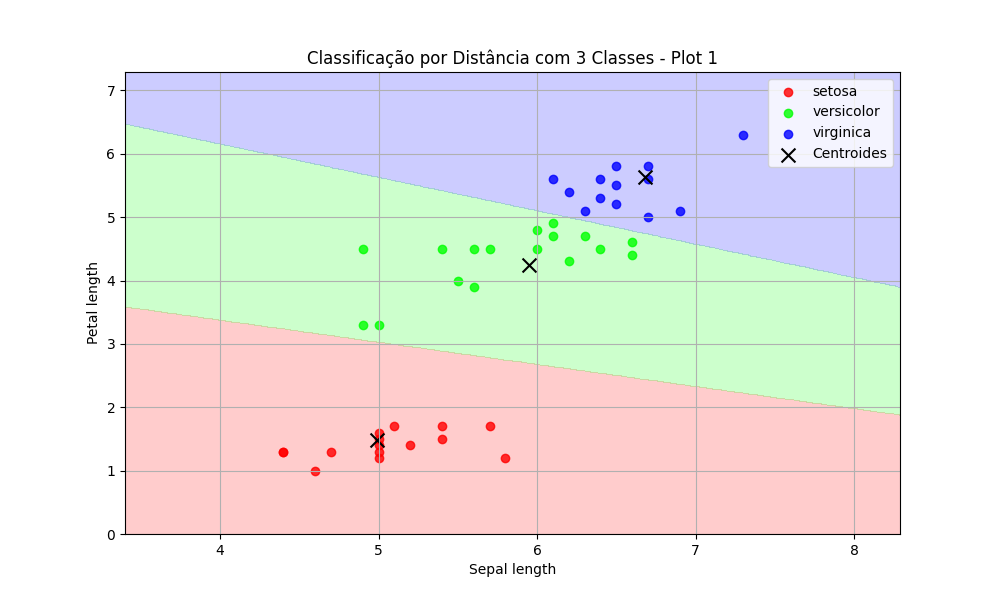 Classificação por Distância com 3 Classes - Plot 1
setosa
versicolor
virginica
Centroides
Petal length
7
6
5
4
3
2
1
0
4 5 6 7 8
Sepal length